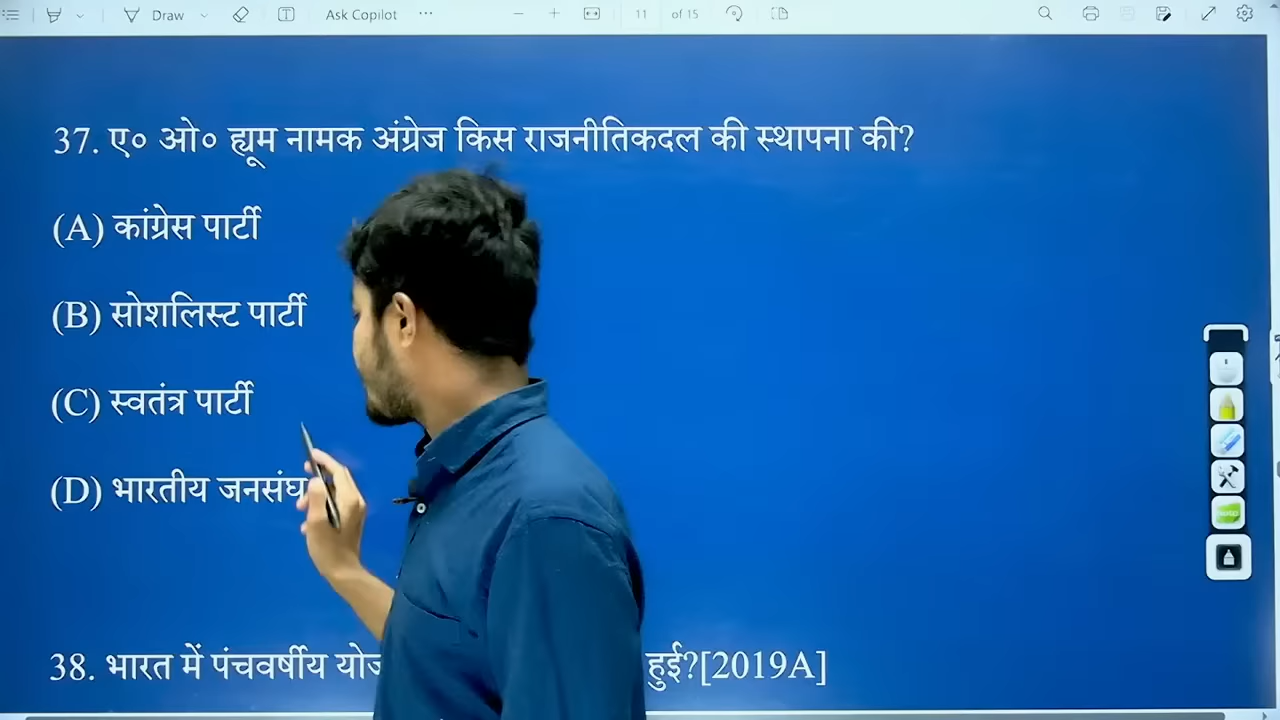 Draw
Ask Copilot
11 of 15
37. ए० ओ० ह्यूम नामक अंग्रेज किस राजनीतिकदल की स्थापना की?
(A) कांग्रेस पार्टी
(B) सोशलिस्ट पार्टी
(C) स्वतंत्र पार्टी
(D) भारतीय जनसंघ
38. भारत में पंचवर्षीय हुई?[2019A]